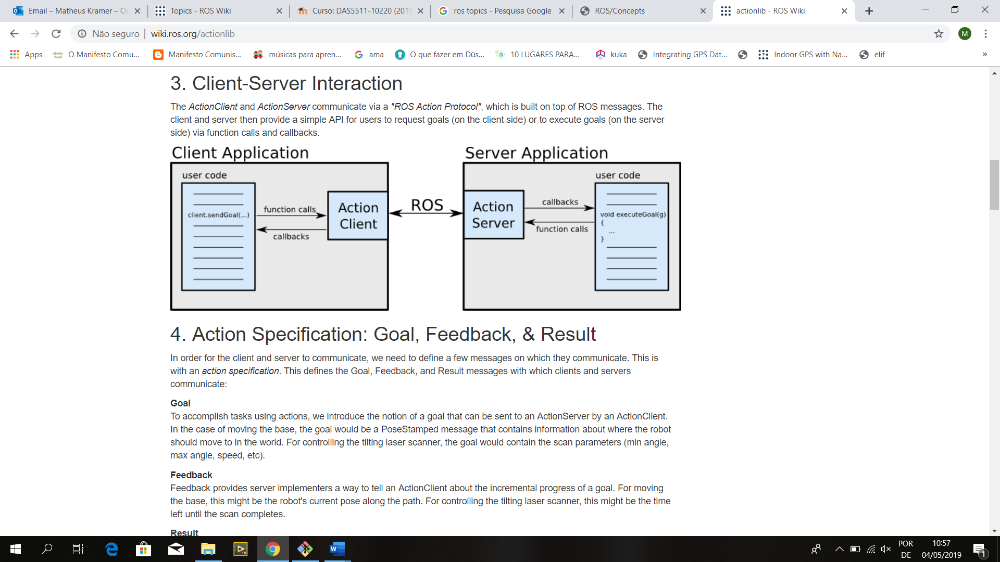 Email – Matheus Kramer – Ou
Topics - ROS Wiki
Curso: DAS5511-10220 (2019
ros topics - Pesquisa Google
ROS/Concepts
actionlib - ROS Wiki
Não seguro | wiki.ros.org/actionlib
M
Apps
eBooks Brasil
O Manifesto Comu...
Manifesto Comunis...
músicas para apren...
ama
O que fazer em Düs...
10 LUGARES PARA...
kuka
Integrating GPS Dat...
Indoor GPS with Na...
elif
»
3. Client-Server Interaction
The ActionClient and ActionServer communicate via a "ROS Action Protocol", which is built on top of ROS messages. The
client and server then provide a simple API for users to request goals (on the client side) or to execute goals (on the server
side) via function calls and callbacks.
Client Application
user code
client.sendGoal(...)
function calls
callbacks
Action
Client
ROS
Server Application
Action
Server
callbacks
function calls
user code
void executeGoal(g)
{
...
}
4. Action Specification: Goal, Feedback, & Result
In order for the client and server to communicate, we need to define a few messages on which they communicate. This is
with an action specification. This defines the Goal, Feedback, and Result messages with which clients and servers
communicate:
Goal
To accomplish tasks using actions, we introduce the notion of a goal that can be sent to an ActionServer by an ActionClient.
In the case of moving the base, the goal would be a PoseStamped message that contains information about where the robot
should move to in the world. For controlling the tilting laser scanner, the goal would contain the scan parameters (min angle,
max angle, speed, etc).
Feedback
Feedback provides server implementers a way to tell an ActionClient about the incremental progress of a goal. For moving
the base, this might be the robot's current pose along the path. For controlling the tilting laser scanner, this might be the time
left until the scan completes.
Result
POR
DE
10:57
04/05/2019
1